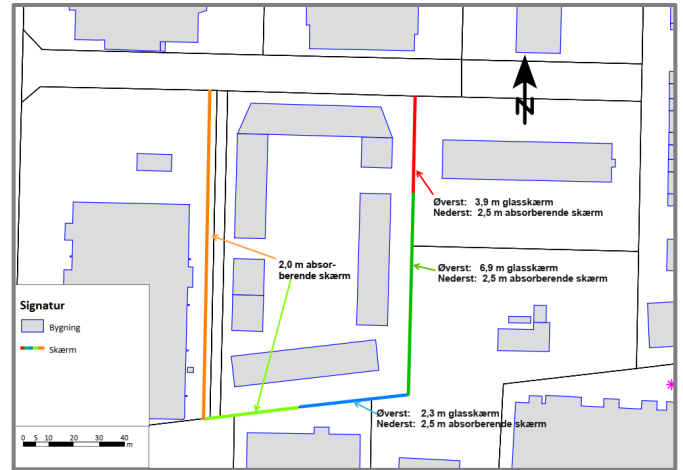 N
Øverst: 3,9 m glasskærm
Nederst: 2,5 m absorberende skærm
2,0 m absor-
berende skærm
Øverst: 6,9 m glasskærm
Nederst: 2,5 m absorberende skærm
Signatur
Bygning
Skærm
Øverst: 2,3 m glasskærm
Nederst: 2,5 m absorberende skærm
0 5 10 20 30 40
m